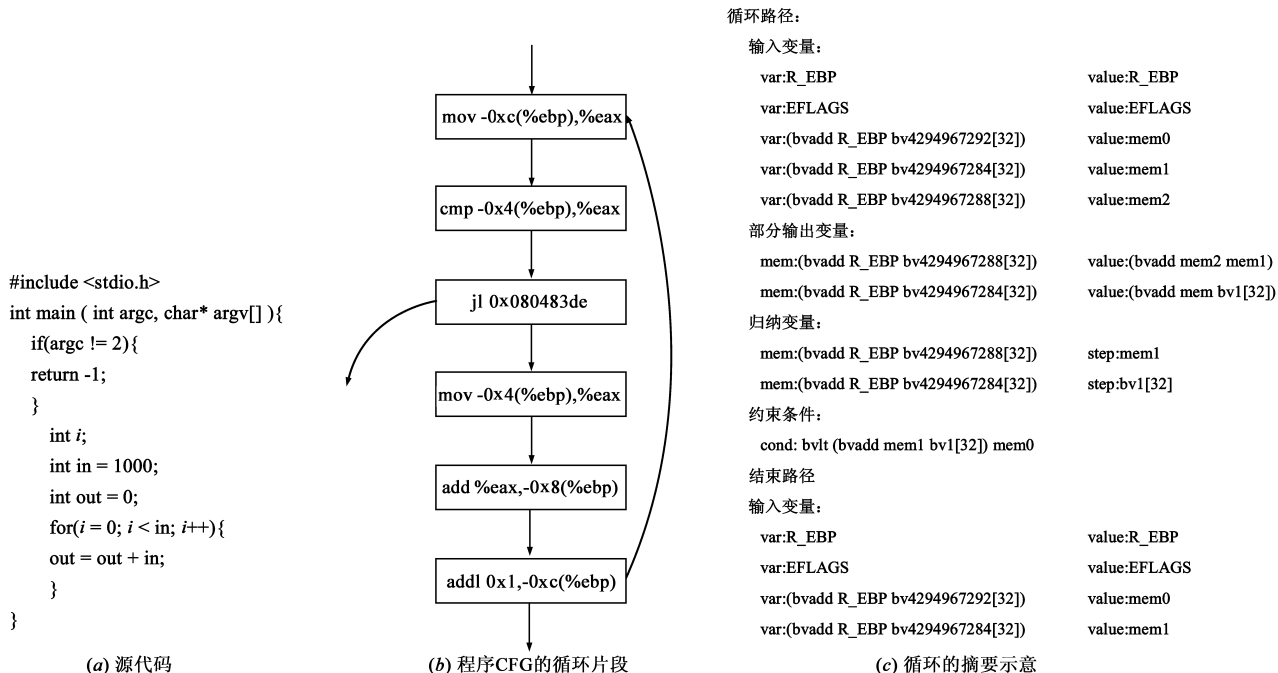 #include <stdio.h>
int main ( int argc, char* argv[] ){
if(argc != 2){
return -1;
}
int i;
int in = 1000;
int out = 0;
for(i = 0; i < in; i++){
out = out + in;
}
}
(a) 源代码
mov -0xc(%ebp),%eax
cmp -0x4(%ebp),%eax
jl 0x080483de
mov -0x4(%ebp),%eax
add %eax,-0x8(%ebp)
addl 0x1,-0xc(%ebp)
(b) 程序CFG的循环片段
循环路径：
输入变量：
var:R_EBP value:R_EBP
var:EFLAGS value:EFLAGS
var:(bvadd R_EBP bv4294967292[32]) value:mem0
var:(bvadd R_EBP bv4294967284[32]) value:mem1
var:(bvadd R_EBP bv4294967288[32]) value:mem2
部分输出变量：
mem:(bvadd R_EBP bv4294967288[32]) value:(bvadd mem2 mem1)
mem:(bvadd R_EBP bv4294967284[32]) value:(bvadd mem bv1[32])
归纳变量：
mem:(bvadd R_EBP bv4294967288[32]) step:mem1
mem:(bvadd R_EBP bv4294967284[32]) step:bv1[32]
约束条件：
cond: bvlt (bvadd mem1 bv1[32]) mem0
结束路径
输入变量：
var:R_EBP value:R_EBP
var:EFLAGS value:EFLAGS
var:(bvadd R_EBP bv4294967292[32]) value:mem0
var:(bvadd R_EBP bv4294967284[32]) value:mem1
(c) 循环的摘要示意